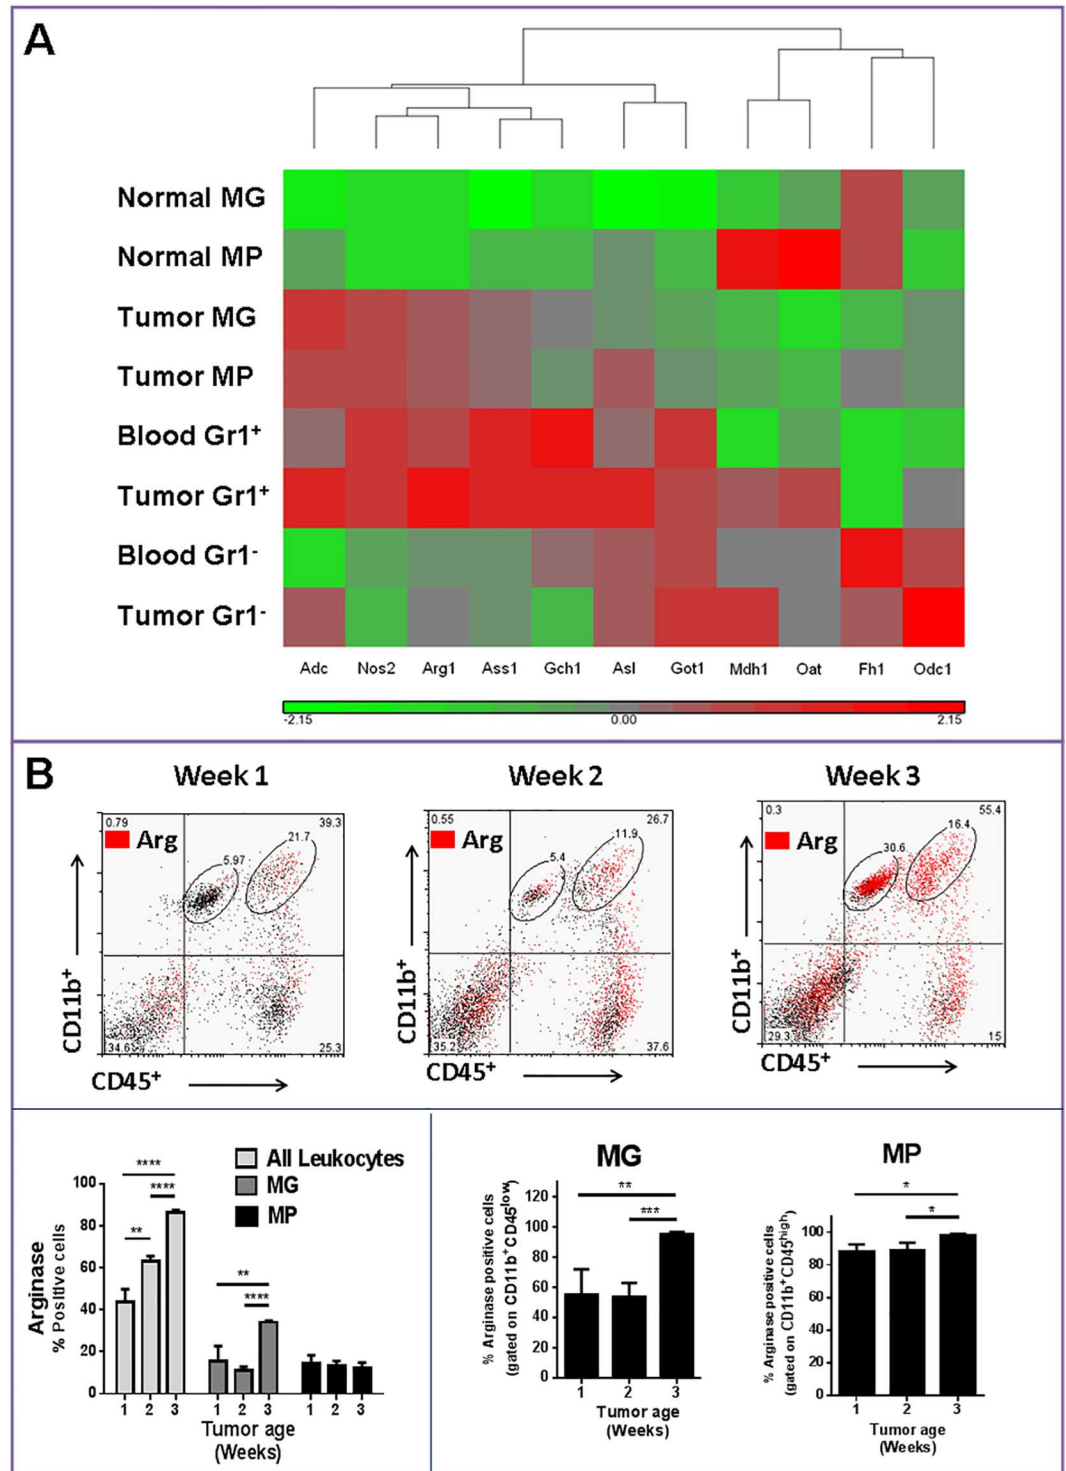 A
Normal MG
Normal MP
Tumor MG
Tumor MP
Blood Gr1+
Tumor Gr1+
Blood Gr1-
Tumor Gr1-
Adc Nos2 Arg1 Ass1 Gch1 Asl Got1 Mdh1 Oat Fh1 Odc1
-2.15 0.00 2.15
B
Week 1 Week 2 Week 3
0.79 39.3
Arg
5.97 21.7
34.6 25.3
CD11b+
CD45+
0.55 26.7
Arg
5.4 11.9
35.2 37.6
CD11b+
CD45+
0.3 55.4
Arg
30.6 16.4
29.3 15
CD11b+
CD45+
All Leukocytes
MG
MP
Arginase
% Positive cells
100
80
60
40
20
0
**** **** **
** ****
1 2 3 1 2 3 1 2 3
Tumor age
(Weeks)
MG
% Arginase positive cells
(gated on CD11b+CD45low)
120
100
80
60
40
20
0
**
***
1 2 3
Tumor age
(Weeks)
MP
% Arginase positive cells
(gated on CD11b+CD45high)
100
80
60
40
20
0
*
*
1 2 3
Tumor age
(Weeks)